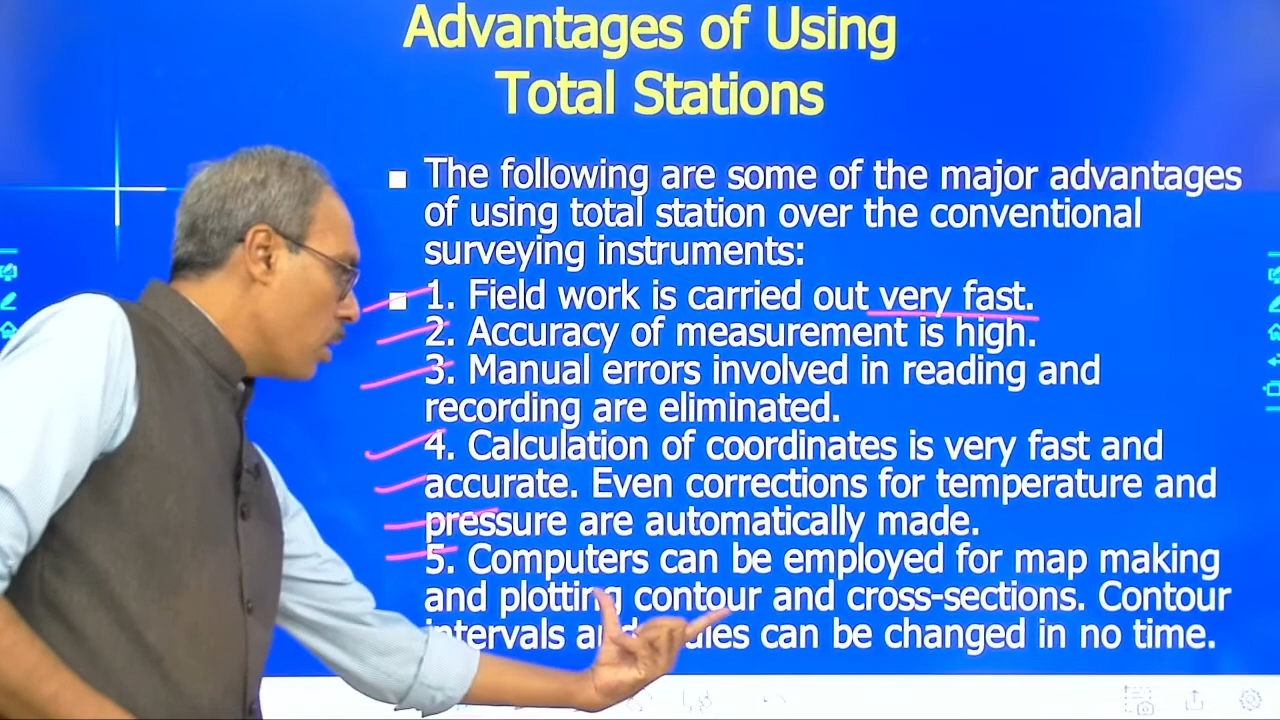 Advantages of Using
Total Stations
The following are some of the major advantages
of using total station over the conventional
surveying instruments:
1. Field work is carried out very fast.
2. Accuracy of measurement is high.
3. Manual errors involved in reading and
recording are eliminated.
4. Calculation of coordinates is very fast and
accurate. Even corrections for temperature and
pressure are automatically made.
5. Computers can be employed for map making
and plotting contour and cross-sections. Contour
intervals can be changed in no time.